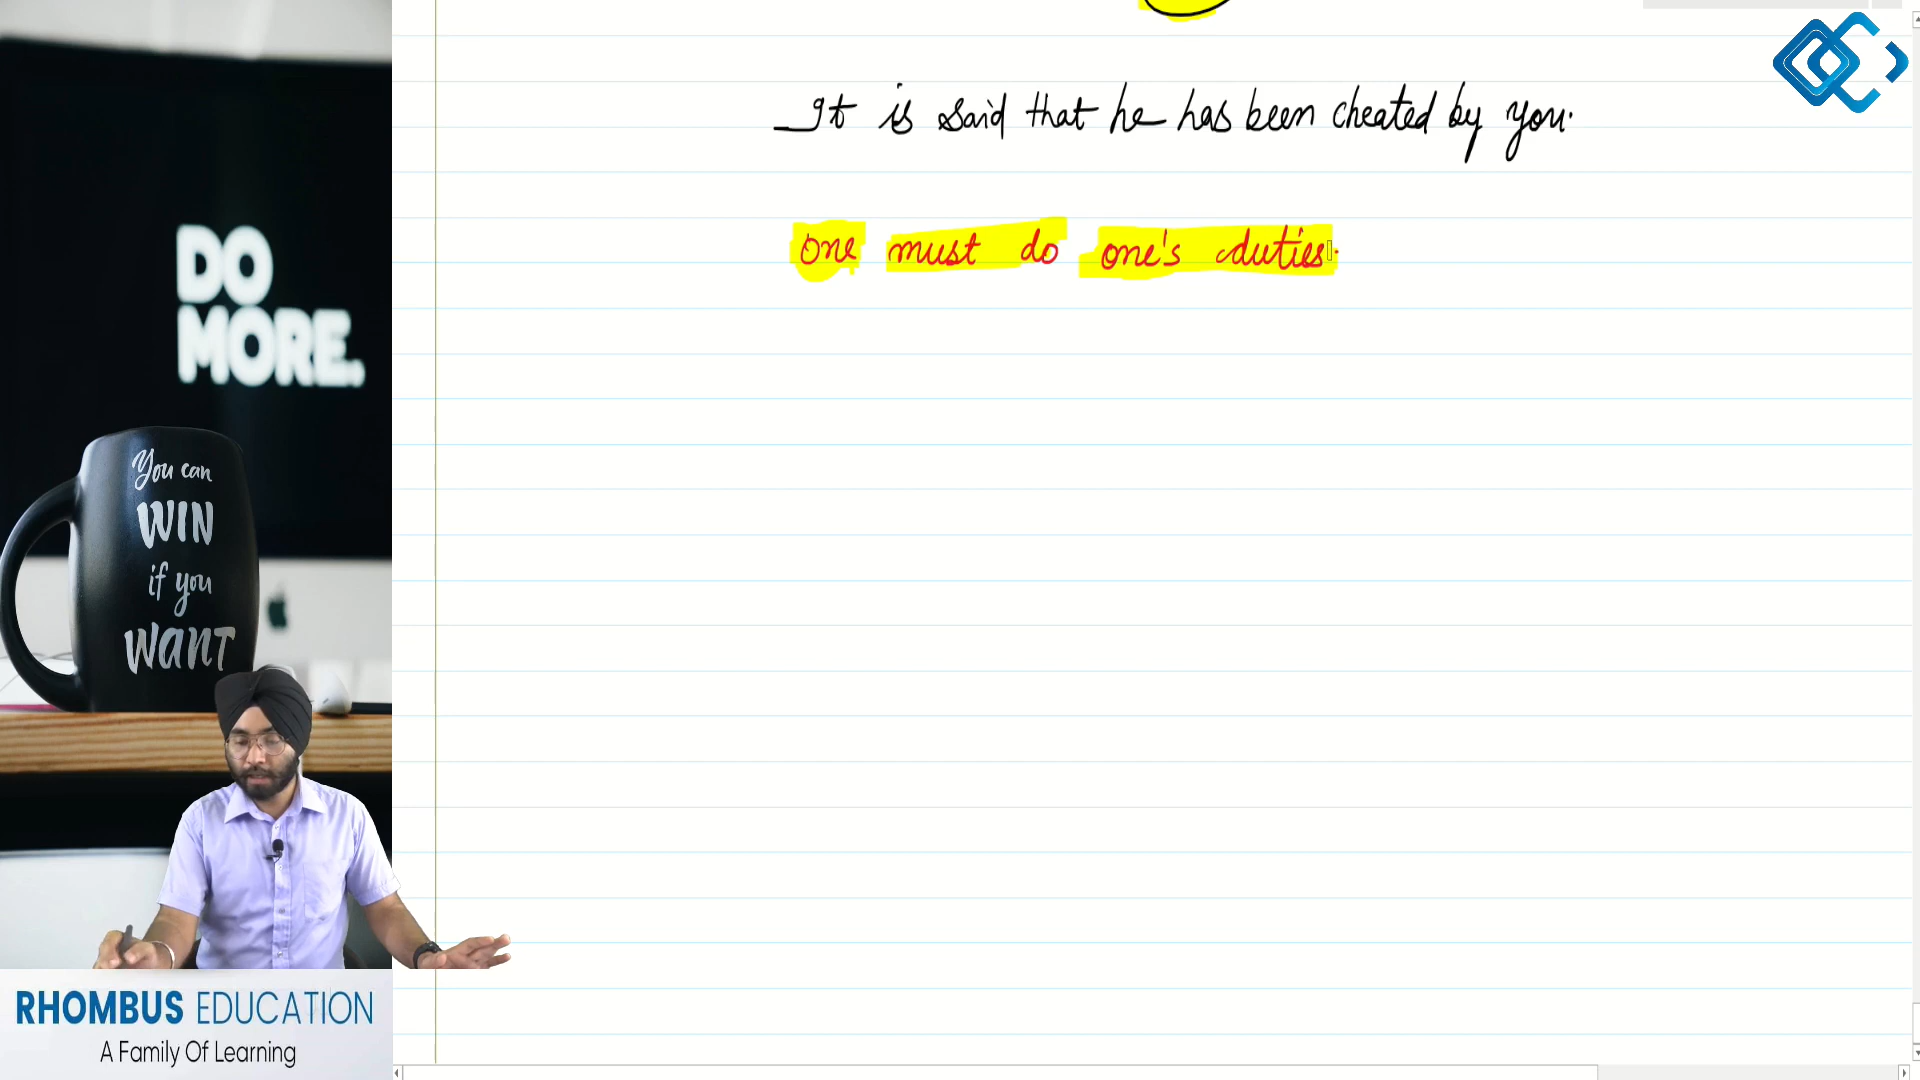 It is said that he has been cheated by you.
one must do one's duties.
DO
MORE.
You can
WIN
if you
WANT
RHOMBUS EDUCATION
A Family Of Learning